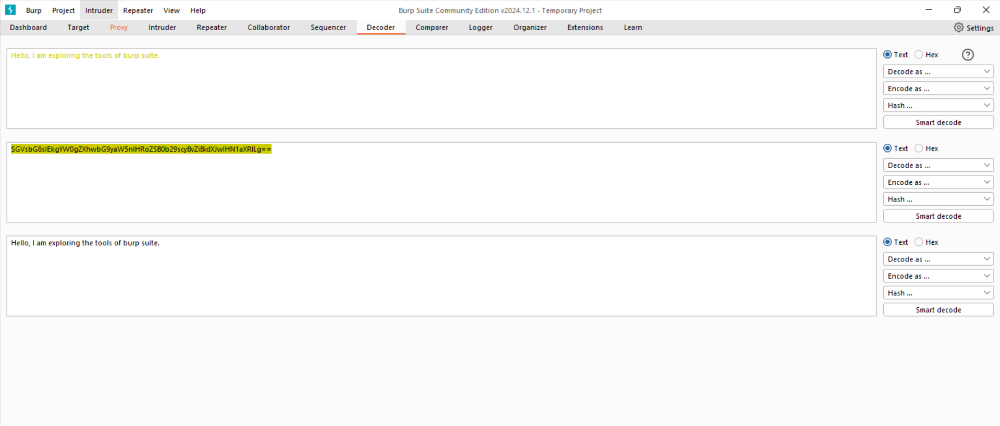 Burp Project Intruder Repeater View Help Burp Suite Community Edition v2024.12.1 - Temporary Project
Dashboard Target Proxy Intruder Repeater Collaborator Sequencer Decoder Comparer Logger Organizer Extensions Learn Settings
Hello, I am exploring the tools of burp suite.
Text Hex ?
Decode as ...
Encode as ...
Hash ...
Smart decode
SGVsbG8sIEkgYW0gZXhwbG9yaW5nIHRoZSB0b29scyBvZiBidXJwIHN1aXRlLg==
Text Hex
Decode as ...
Encode as ...
Hash ...
Smart decode
Hello, I am exploring the tools of burp suite.
Text Hex
Decode as ...
Encode as ...
Hash ...
Smart decode